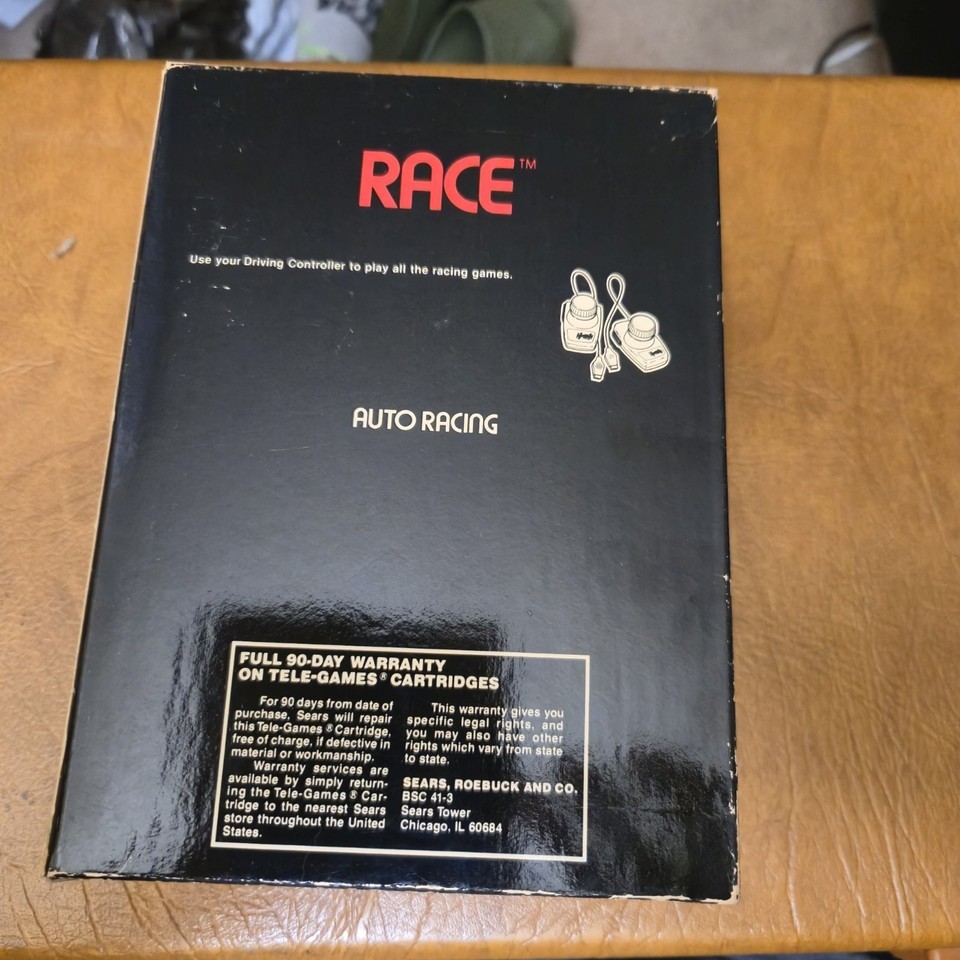 RACE™
Use your Driving Controller to play all the racing games.
AUTO RACING
FULL 90-DAY WARRANTY
ON TELE-GAMES® CARTRIDGES
For 90 days from date of
purchase, Sears will repair
this Tele-Games® Cartridge,
free of charge, if defective in
material or workmanship.
Warranty services are
available by simply return-
ing the Tele-Games® Car-
tridge to the nearest Sears
store throughout the United
States.
This warranty gives you
specific legal rights, and
you may also have other
rights which vary from state
to state.
SEARS, ROEBUCK AND CO.
BSC 41-3
Sears Tower
Chicago, IL 60684